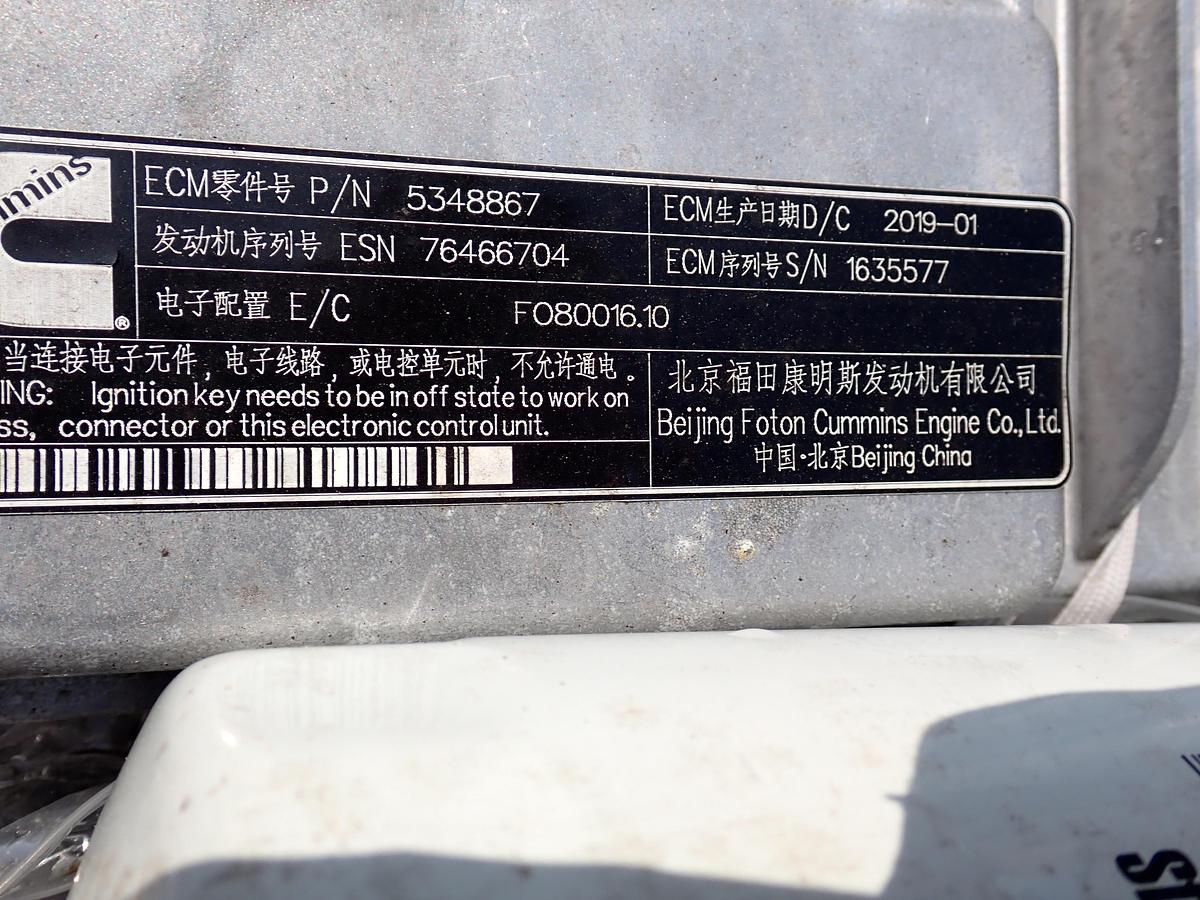 ECM零件号 P/N 5348867
ECM生产日期D/C 2019-01
发动机序列号 ESN 76466704
ECM序列号S/N 1635577
电子配置 E/C FO80016.10
当连接电子元件，电子线路，或电控单元时，不允许通电。
ING: Ignition key needs to be in off state to work on
ss, connector or this electronic control unit.
北京福田康明斯发动机有限公司
Beijing Foton Cummins Engine Co.,Ltd.
中国·北京Beijing China